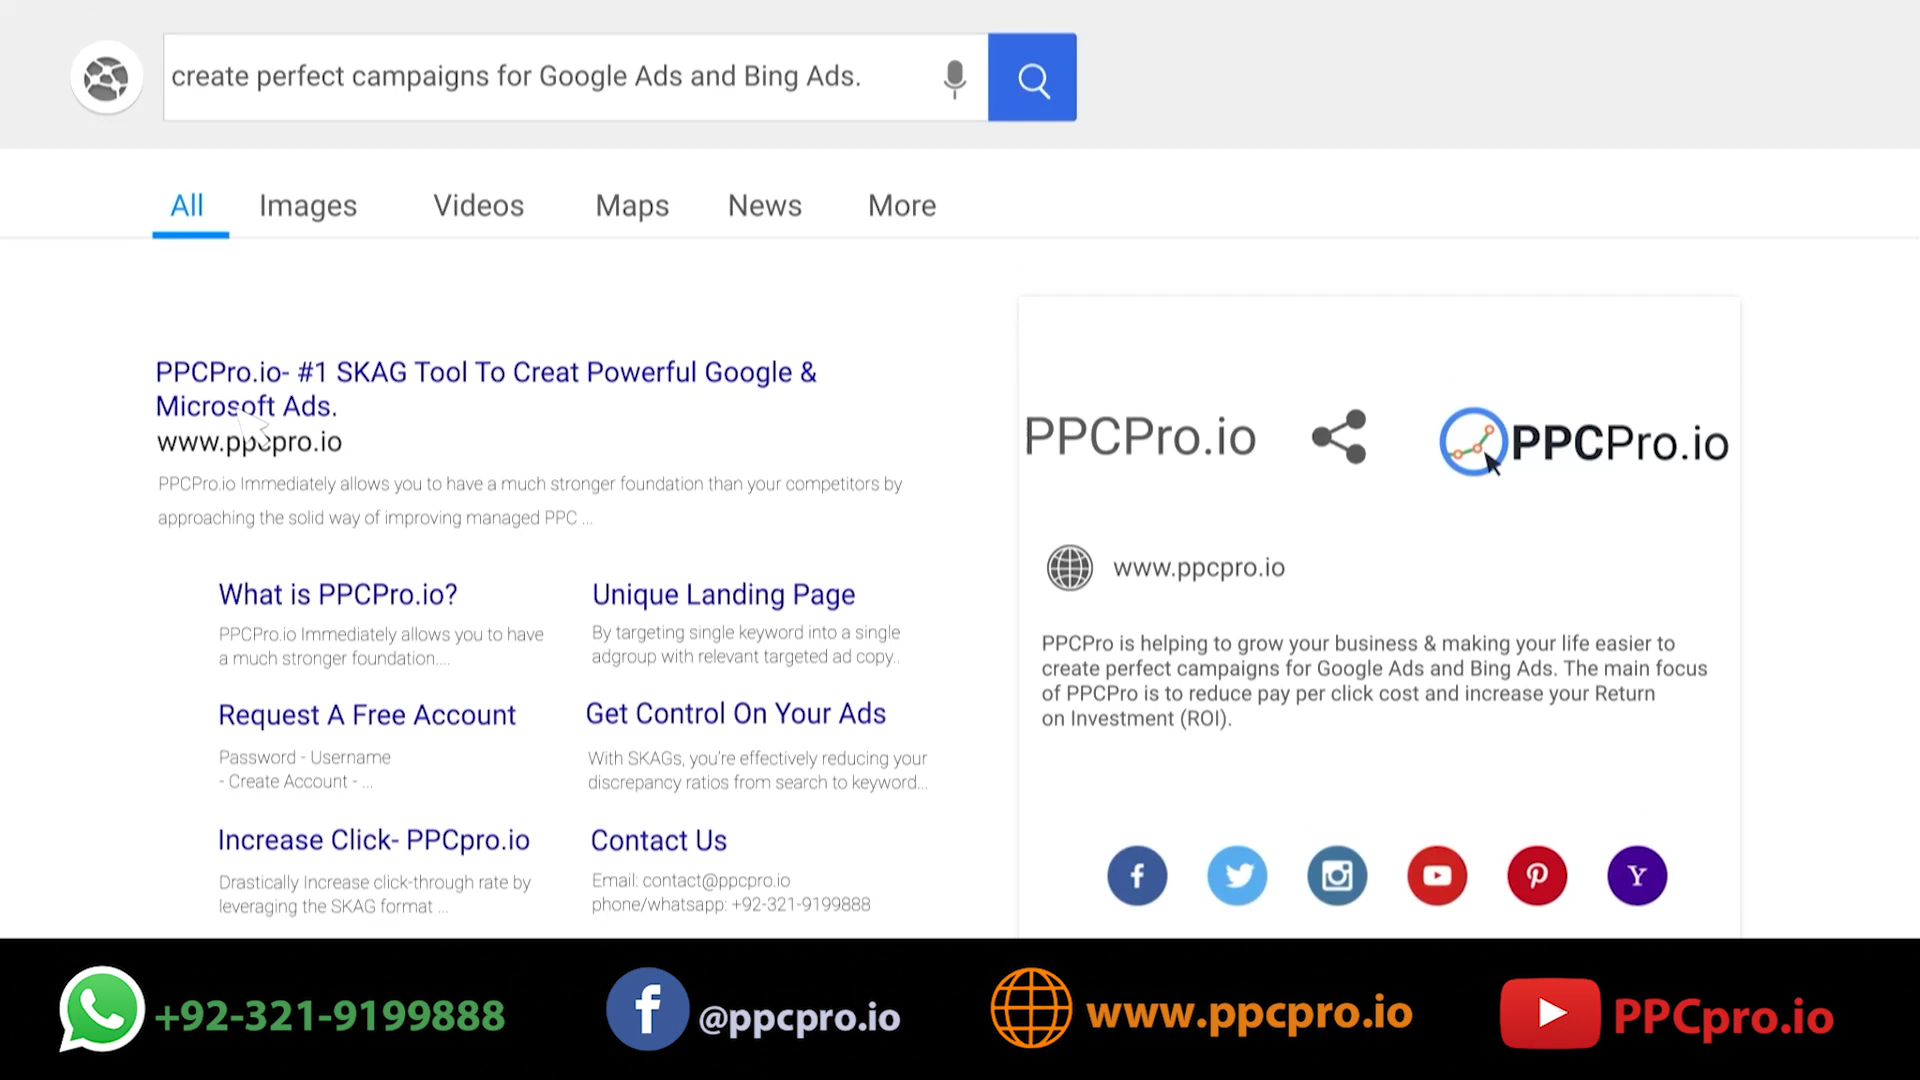 create perfect campaigns for Google Ads and Bing Ads.
All Images Videos Maps News More
PPCPro.io- #1 SKAG Tool To Creat Powerful Google &
Microsoft Ads.
www.ppcpro.io
PPCPro.io Immediately allows you to have a much stronger foundation than your competitors by
approaching the solid way of improving managed PPC ...
What is PPCPro.io?
PPCPro.io Immediately allows you to have
a much stronger foundation....
Unique Landing Page
By targeting single keyword into a single
adgroup with relevant targeted ad copy..
Request A Free Account
Password - Username
- Create Account - ...
Get Control On Your Ads
With SKAGs, you're effectively reducing your
discrepancy ratios from search to keyword...
Increase Click- PPCpro.io
Drastically Increase click-through rate by
leveraging the SKAG format ...
Contact Us
Email: contact@ppcpro.io
phone/whatsapp: +92-321-9199888
PPCPro.io
PPCPro.io
www.ppcpro.io
PPCPro is helping to grow your business & making your life easier to
create perfect campaigns for Google Ads and Bing Ads. The main focus
of PPCPro is to reduce pay per click cost and increase your Return
on Investment (ROI).
+92-321-9199888
@ppcpro.io
www.ppcpro.io
PPCpro.io